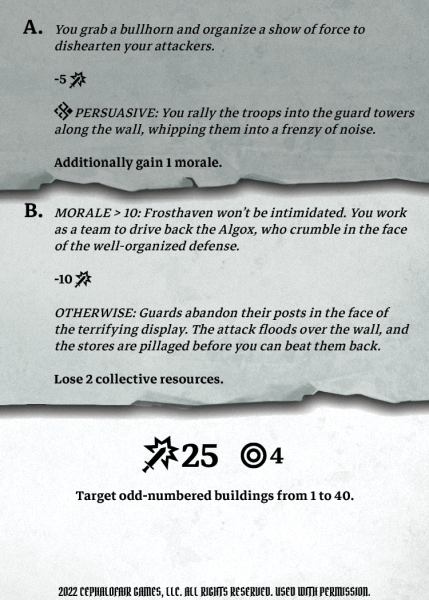 A. You grab a bullhorn and organize a show of force to
dishearten your attackers.
-5
PERSUASIVE: You rally the troops into the guard towers
along the wall, whipping them into a frenzy of noise.
Additionally gain 1 morale.
B. MORALE > 10: Frosthaven won't be intimidated. You work
as a team to drive back the Algox, who crumble in the face
of the well-organized defense.
-10
OTHERWISE: Guards abandon their posts in the face of
the terrifying display. The attack floods over the wall, and
the stores are pillaged before you can beat them back.
Lose 2 collective resources.
25 4
Target odd-numbered buildings from 1 to 40.
2022 CEPHALOFAIR GAMES, LLC. ALL RIGHTS RESERVED. USED WITH PERMISSION.